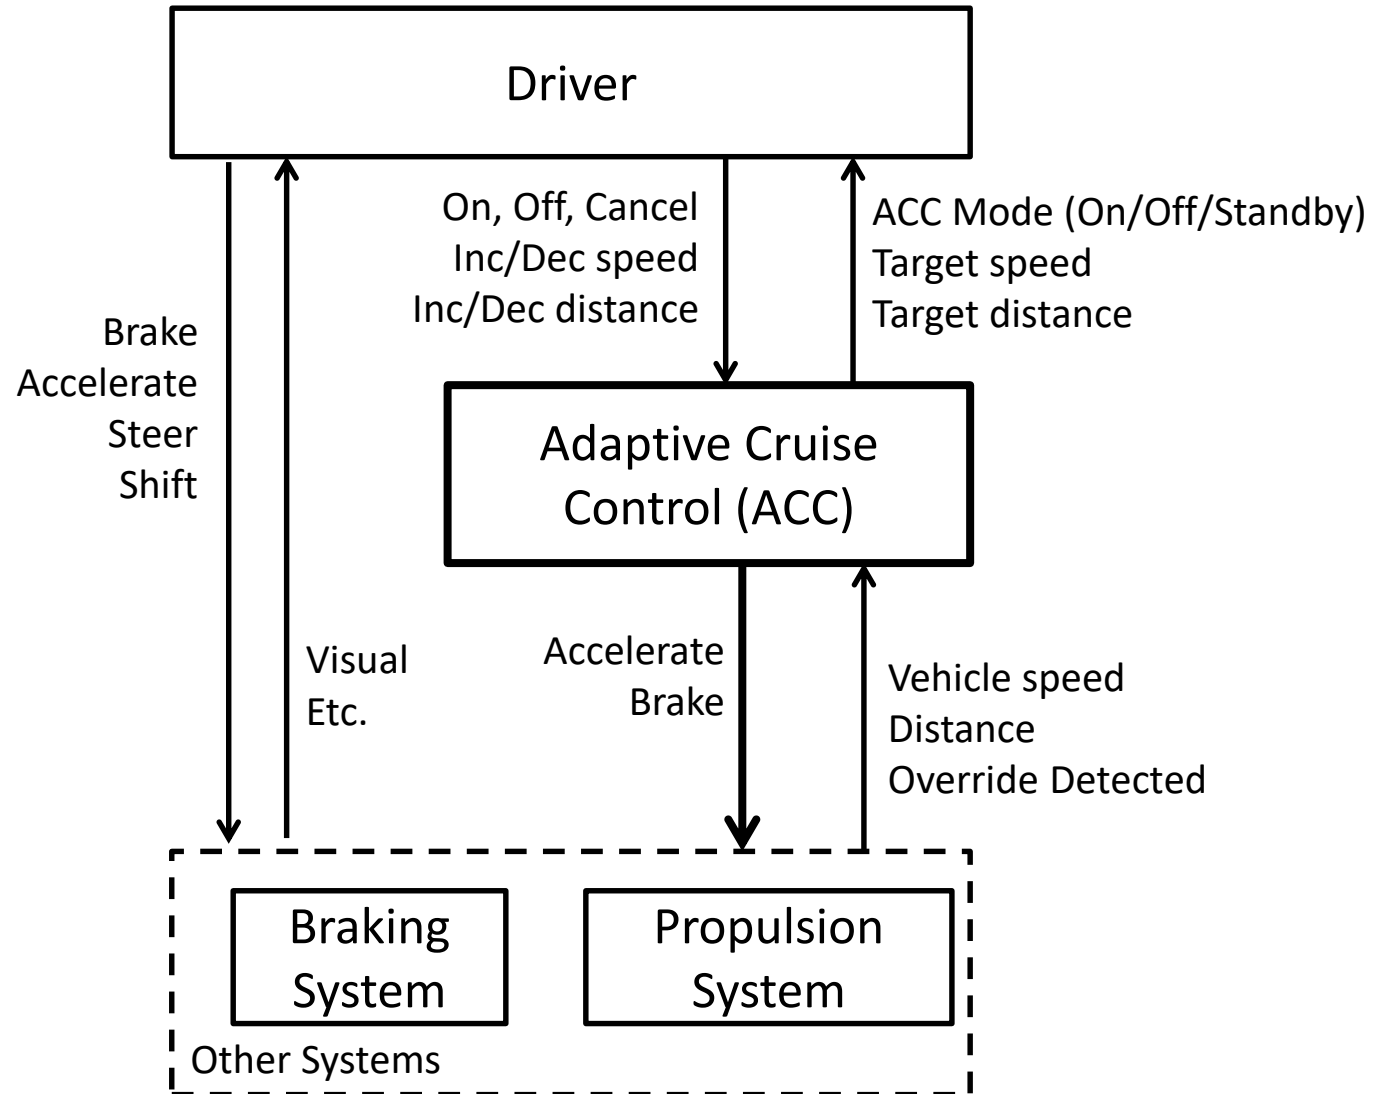 Driver
On, Off, Cancel
Inc/Dec speed
Inc/Dec distance
ACC Mode (On/Off/Standby)
Target speed
Target distance
Brake
Accelerate
Steer
Shift
Adaptive Cruise
Control (ACC)
Visual
Etc.
Accelerate
Brake
Vehicle speed
Distance
Override Detected
Braking
System
Propulsion
System
Other Systems